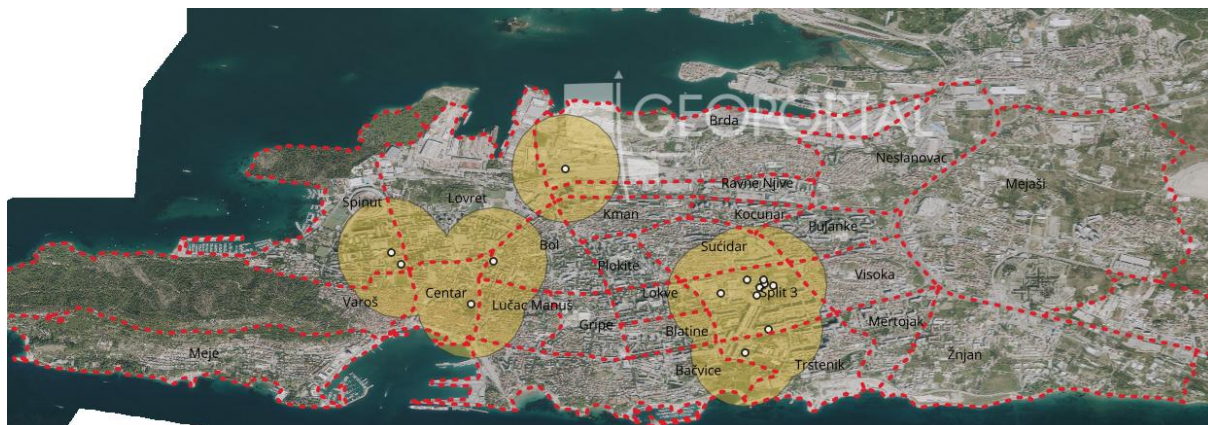 GEOPORTAL
Brda
Neslanovac
Ravne Njive
Mejaši
Spinut
Lovret
Kman
Kocunar
Pujanke
Bol
Sućidar
Plokite
Visoka
Varoš
Centar
Lučac Manuš
Lokve
Split 3
Gripe
Blatine
Mertojak
Meje
Bačvice
Trstenik
Žnjan